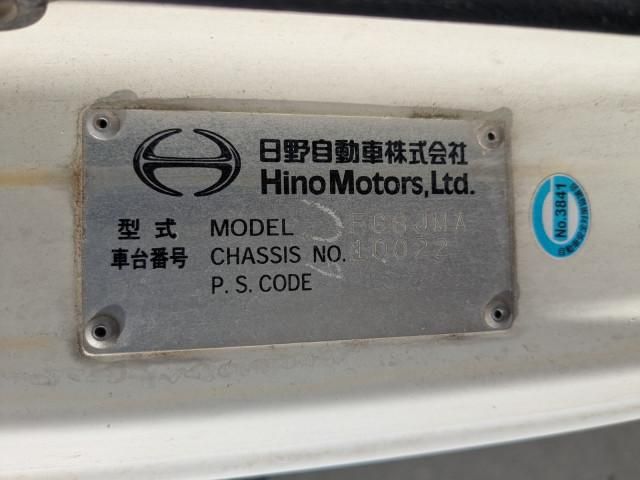 日野自動車株式会社
Hino Motors, Ltd.
型式 MODEL FC6JMA
車台番号 CHASSIS NO. 10022
P. S. CODE
No.3841